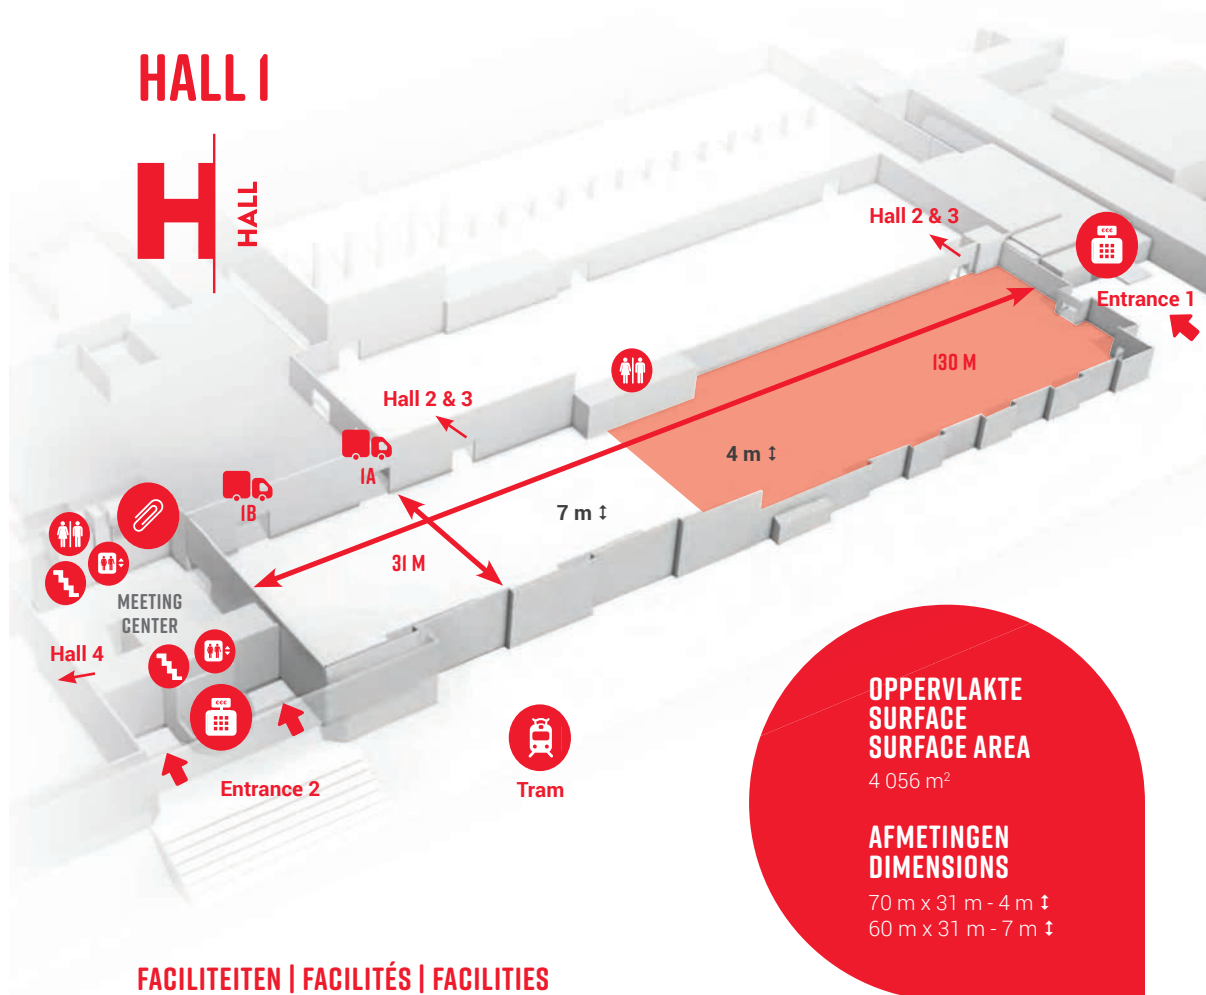 HALL 1
H
HALL
Hall 2 & 3
Entrance 1
130 M
Hall 2 & 3
4 m ↕
1A
1B
7 m ↕
31 M
MEETING
CENTER
Hall 4
Entrance 2
Tram
OPPERVLAKTE
SURFACE
SURFACE AREA
4 056 m²
AFMETINGEN
DIMENSIONS
70 m x 31 m - 4 m ↕
60 m x 31 m - 7 m ↕
FACILITEITEN | FACILITÉS | FACILITIES